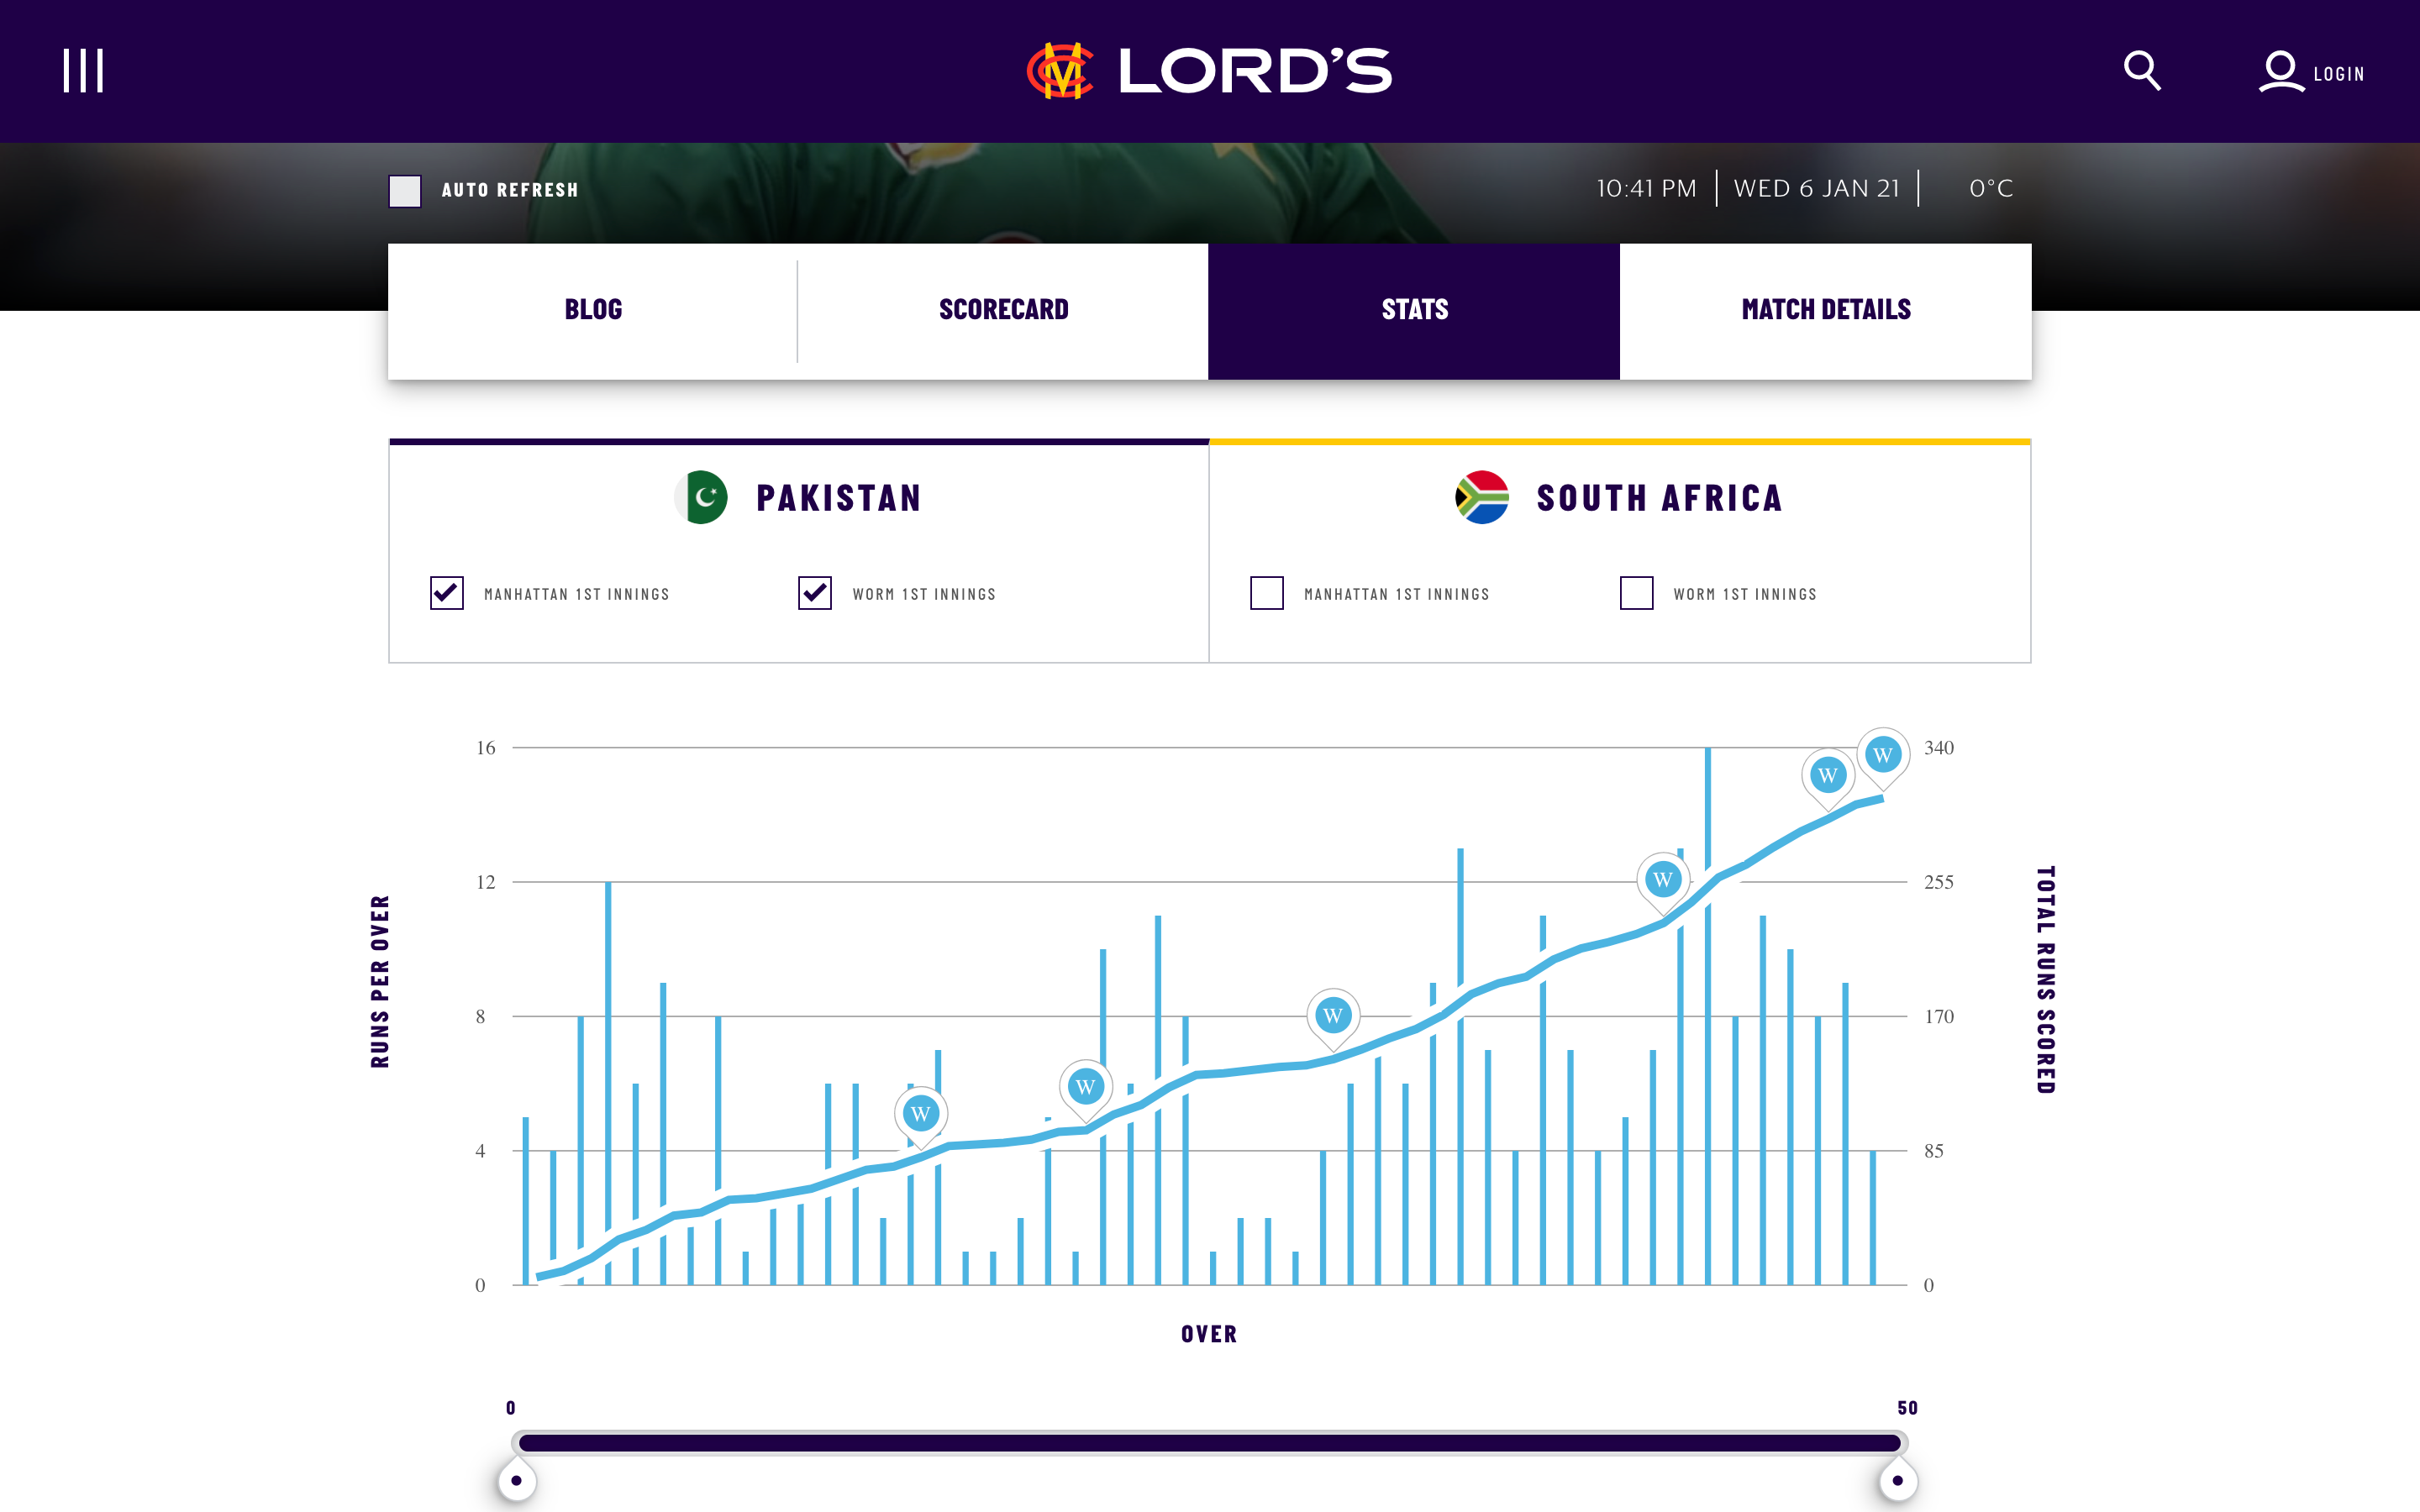 LORD'S
LOGIN
AUTO REFRESH
10:41 PM WED 6 JAN 21 0°C
BLOG SCORECARD STATS MATCH DETAILS
PAKISTAN
SOUTH AFRICA
MANHATTAN 1ST INNINGS WORM 1ST INNINGS
MANHATTAN 1ST INNINGS WORM 1ST INNINGS
RUNS PER OVER
16
12
8
4
0
W
W
W
W
W
W
340
255
170
85
0
TOTAL RUNS SCORED
OVER
0 50